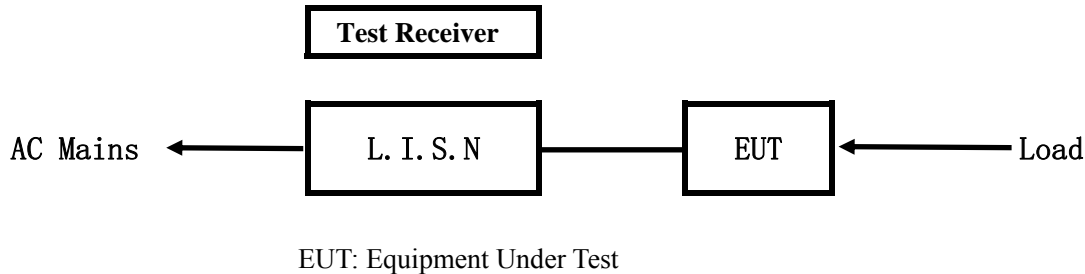 Test Receiver
AC Mains L.I.S.N EUT Load
EUT: Equipment Under Test